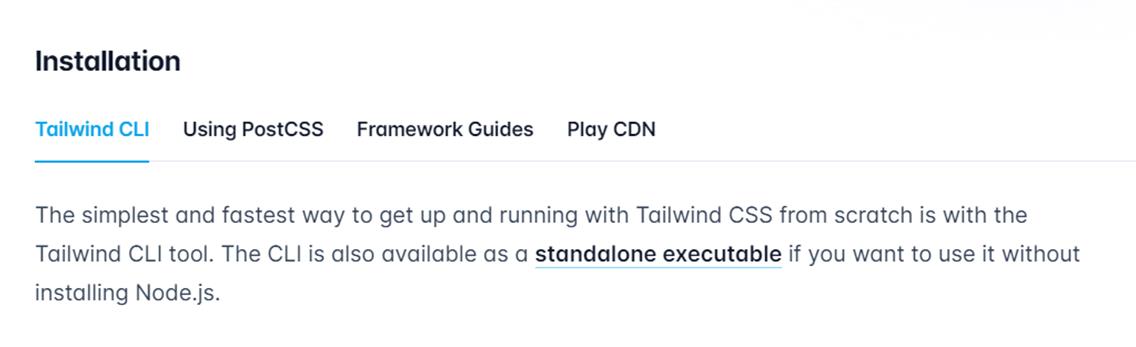 Installation
Tailwind CLI Using PostCSS Framework Guides Play CDN
The simplest and fastest way to get up and running with Tailwind CSS from scratch is with the
Tailwind CLI tool. The CLI is also available as a standalone executable if you want to use it without
installing Node.js.